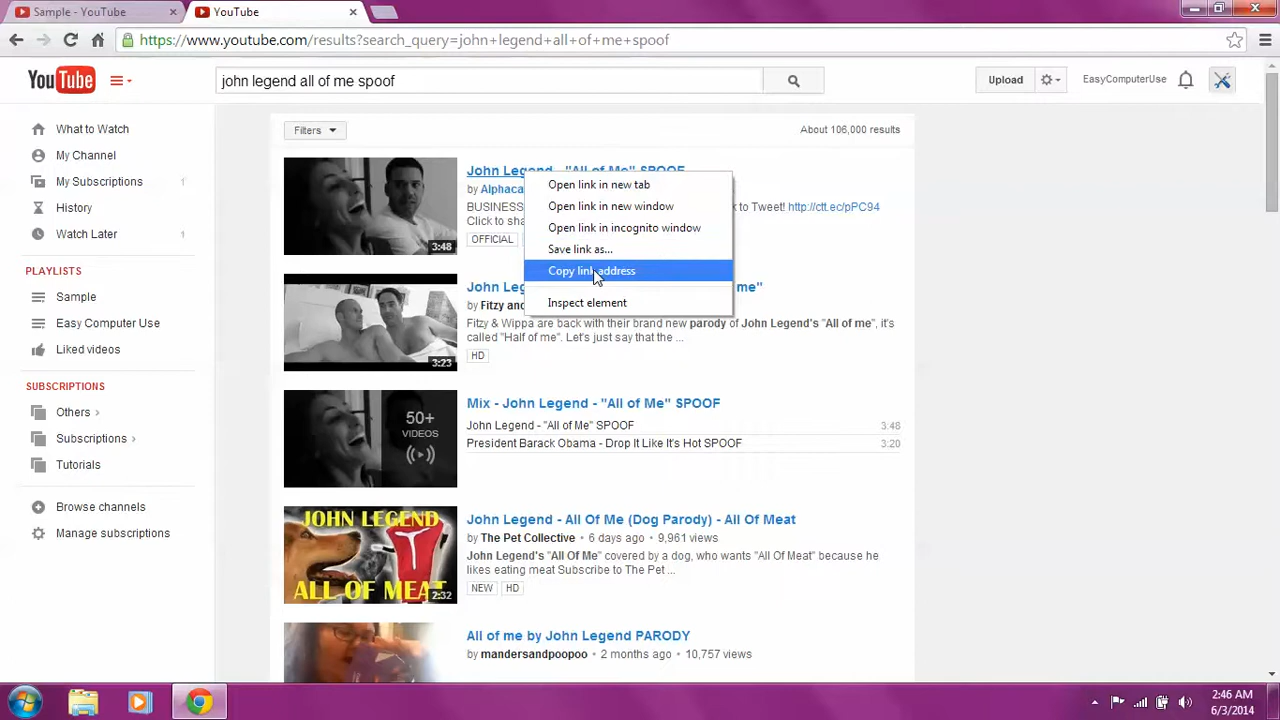 Sample - YouTube
YouTube
https://www.youtube.com/results?search_query=john+legend+all+of+me+spoof
YouTube
john legend all of me spoof
Upload
EasyComputerUse
What to Watch
My Channel
My Subscriptions 1
History
Watch Later 1
PLAYLISTS
Sample
Easy Computer Use
Liked videos
SUBSCRIPTIONS
Others ›
Subscriptions ›
Tutorials
Browse channels
Manage subscriptions
Filters
About 106,000 results
3:48
John Legend - "All of Me" SPOOF
by Alphaca
BUSINESS
to Tweet! http://ctt.ec/pPC94
Click to sha
OFFICIAL
Open link in new tab
Open link in new window
Open link in incognito window
Save link as...
Copy link address
Inspect element
3:23
John Le
me"
by Fitzy and
Fitzy & Wippa are back with their brand new parody of John Legend's "All of me", it's
called "Half of me". Let's just say that the ...
HD
50+
VIDEOS
Mix - John Legend - "All of Me" SPOOF
John Legend - "All of Me" SPOOF 3:48
President Barack Obama - Drop It Like It's Hot SPOOF 3:20
JOHN LEGEND
ALL OF MEAT
2:32
John Legend - All Of Me (Dog Parody) - All Of Meat
by The Pet Collective • 6 days ago • 9,961 views
John Legend's "All Of Me" covered by a dog, who wants "All Of Meat" because he
likes eating meat Subscribe to The Pet ...
NEW HD
All of me by John Legend PARODY
by mandersandpoopoo • 2 months ago • 10,757 views
2:46 AM
6/3/2014